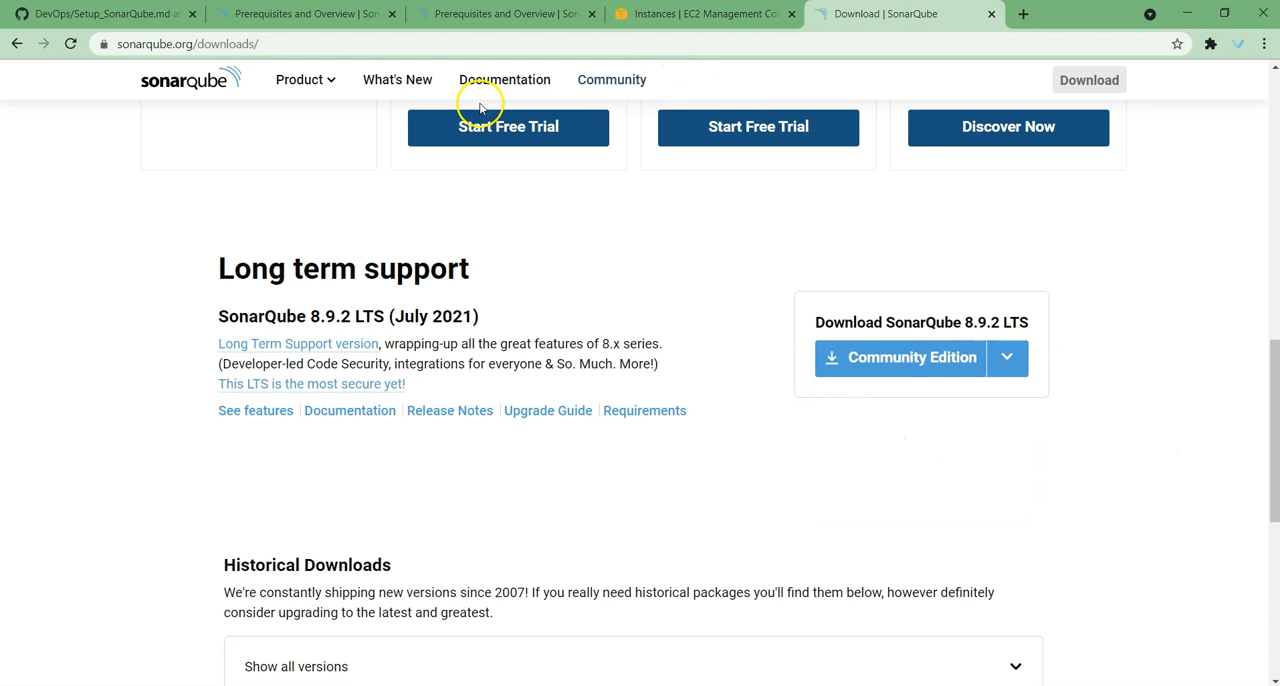 DevOps/Setup_SonarQube.md a
Prerequisites and Overview | Son
Prerequisites and Overview | Son
Instances | EC2 Management Co
Download | SonarQube
sonarqube.org/downloads/
sonarqube
Product
What's New
Documentation
Community
Download
Start Free Trial
Start Free Trial
Discover Now
Long term support
SonarQube 8.9.2 LTS (July 2021)
Long Term Support version, wrapping-up all the great features of 8.x series.
(Developer-led Code Security, integrations for everyone & So. Much. More!)
This LTS is the most secure yet!
See features
Documentation
Release Notes
Upgrade Guide
Requirements
Download SonarQube 8.9.2 LTS
Community Edition
Historical Downloads
We're constantly shipping new versions since 2007! If you really need historical packages you'll find them below, however definitely
consider upgrading to the latest and greatest.
Show all versions